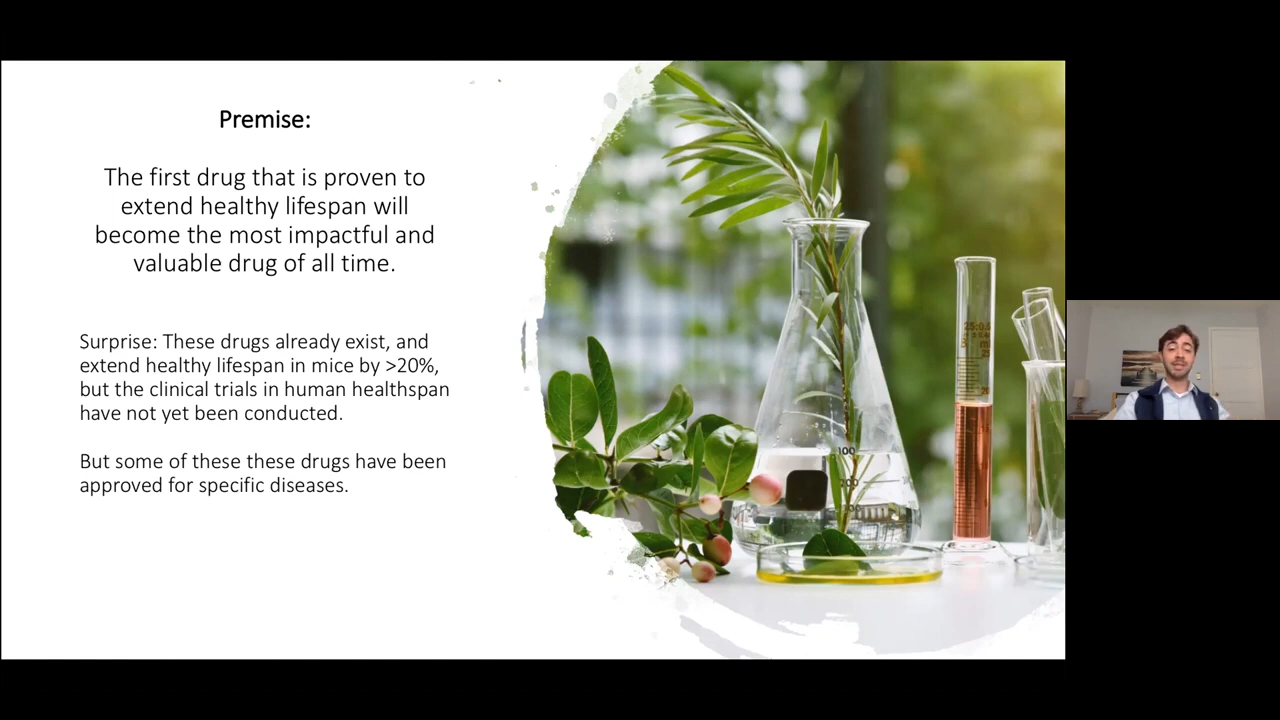 Premise:
The first drug that is proven to
extend healthy lifespan will
become the most impactful and
valuable drug of all time.
Surprise: These drugs already exist, and
extend healthy lifespan in mice by >20%,
but the clinical trials in human healthspan
have not yet been conducted.
But some of these these drugs have been
approved for specific diseases.
100